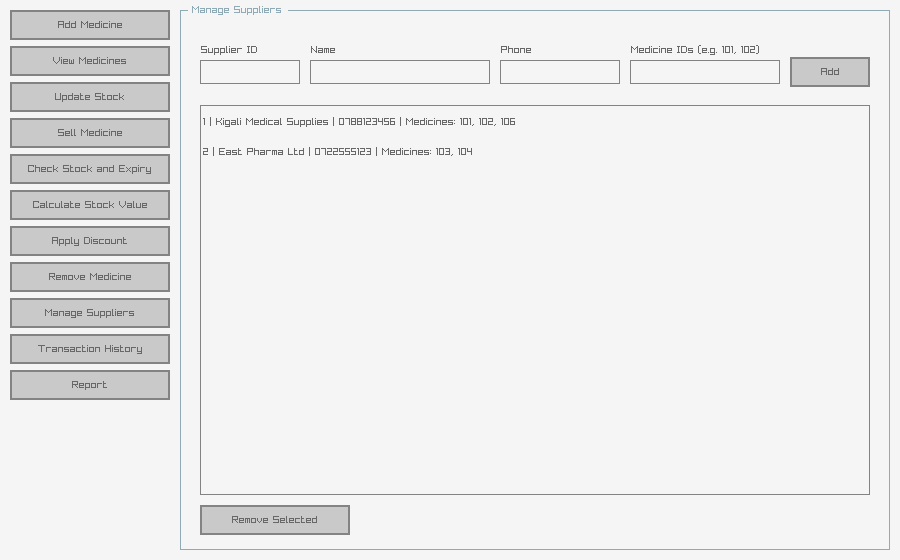 Manage Suppliers
Add Medicine
View Medicines
Update Stock
Sell Medicine
Check Stock and Expiry
Calculate Stock Value
Apply Discount
Remove Medicine
Manage Suppliers
Transaction History
Report
Supplier ID Name Phone Medicine IDs (e.g. 101, 102)
Add
1 | Kigali Medical Supplies | 0788123456 | Medicines: 101, 102, 106
2 | East Pharma Ltd | 0722555123 | Medicines: 103, 104
Remove Selected